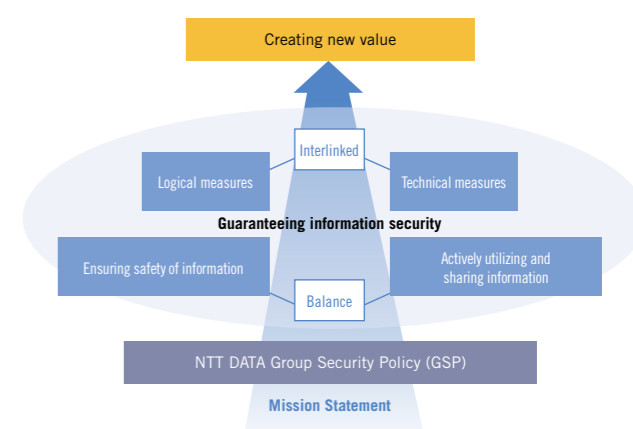 Creating new value
Interlinked
Logical measures
Technical measures
Guaranteeing information security
Ensuring safety of information
Actively utilizing and
sharing information
Balance
NTT DATA Group Security Policy (GSP)
Mission Statement